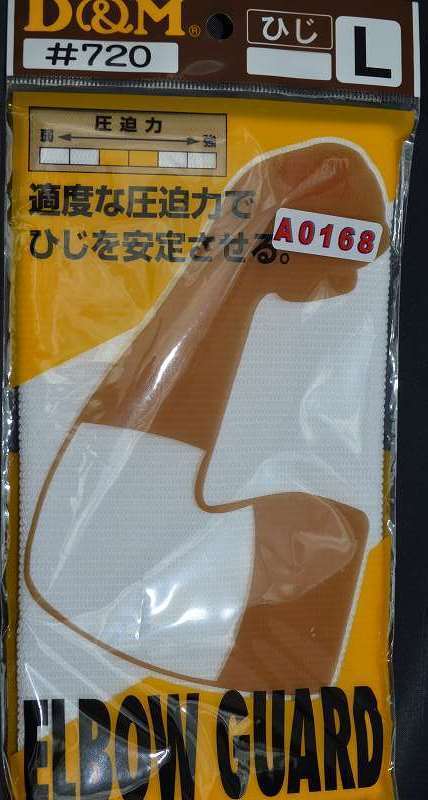 D&M®
ひじ
L
#720
圧迫力
弱 強
適度な圧迫力で
ひじを安定させる。
A0168
ELBOW GUARD